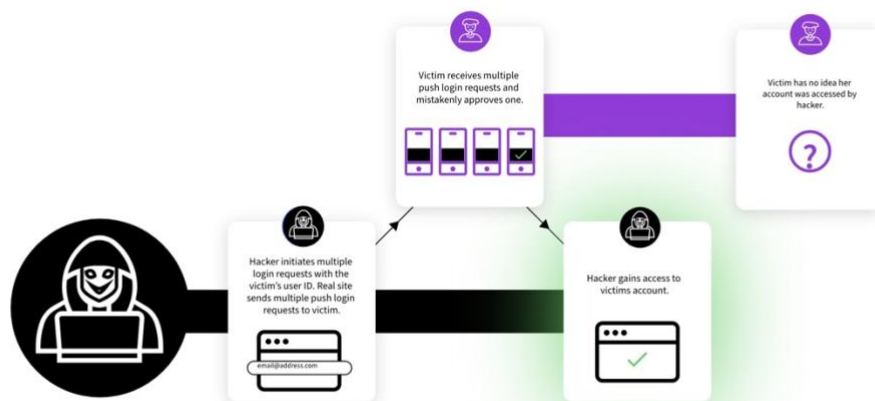 Victim receives multiple
push login requests and
mistakenly approves one.
Victim has no idea her
account was accessed by
hacker.
?
Hacker initiates multiple
login requests with the
victim's user ID. Real site
sends multiple push login
requests to victim.
email@address.com
Hacker gains access to
victims account.